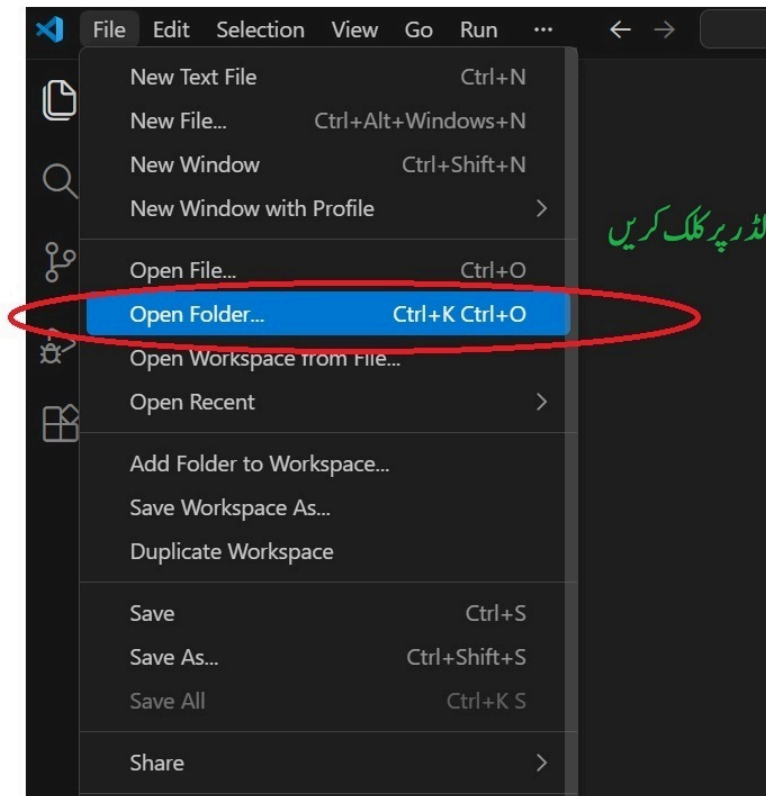 File Edit Selection View Go Run ...
New Text File Ctrl+N
New File... Ctrl+Alt+Windows+N
New Window Ctrl+Shift+N
New Window with Profile
پر کلک کریں
Open File... Ctrl+O
Open Folder... Ctrl+K Ctrl+O
Open Workspace from File...
Open Recent
Add Folder to Workspace...
Save Workspace As...
Duplicate Workspace
Save Ctrl+S
Save As... Ctrl+Shift+S
Save All Ctrl+K S
Share